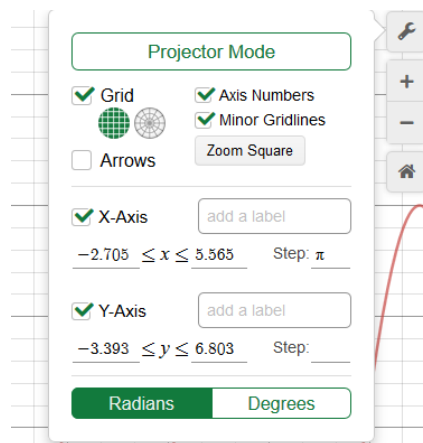 Projector Mode
Grid
Axis Numbers
Minor Gridlines
Arrows
Zoom Square
X-Axis add a label
−2.705 ≤ x ≤ 5.565 Step: π
Y-Axis add a label
−3.393 ≤ y ≤ 6.803 Step:
Radians Degrees
+
−